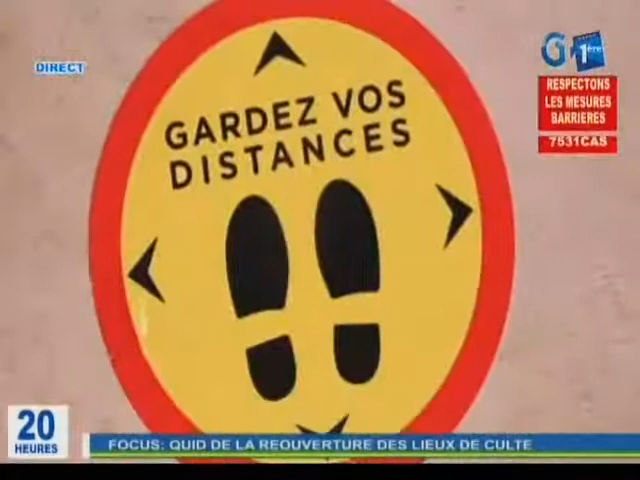 DIRECT
G 1ère
RESPECTONS
LES MESURES
BARRIERES
7531CAS
GARDEZ VOS
DISTANCES
20
HEURES
FOCUS: QUID DE LA REOUVERTURE DES LIEUX DE CULTE